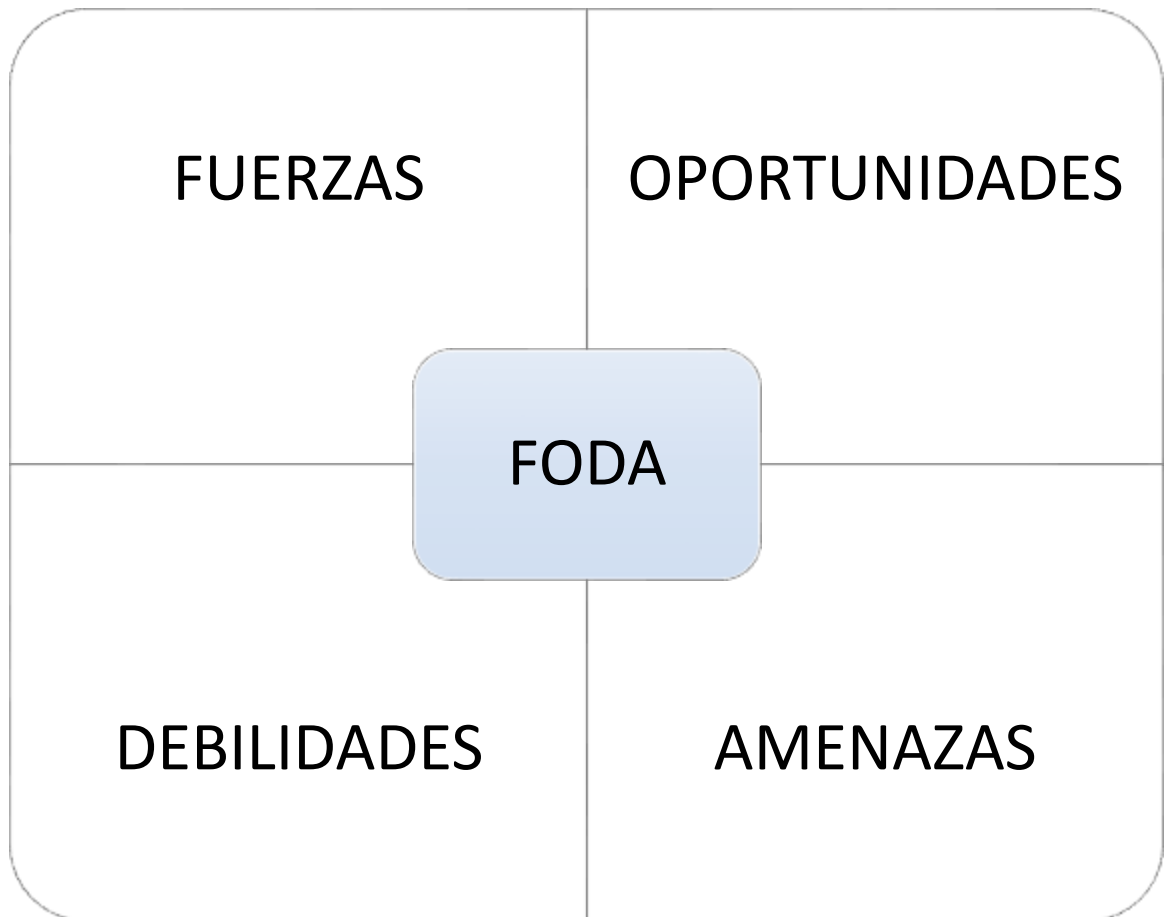 FUERZAS
OPORTUNIDADES
FODA
DEBILIDADES
AMENAZAS